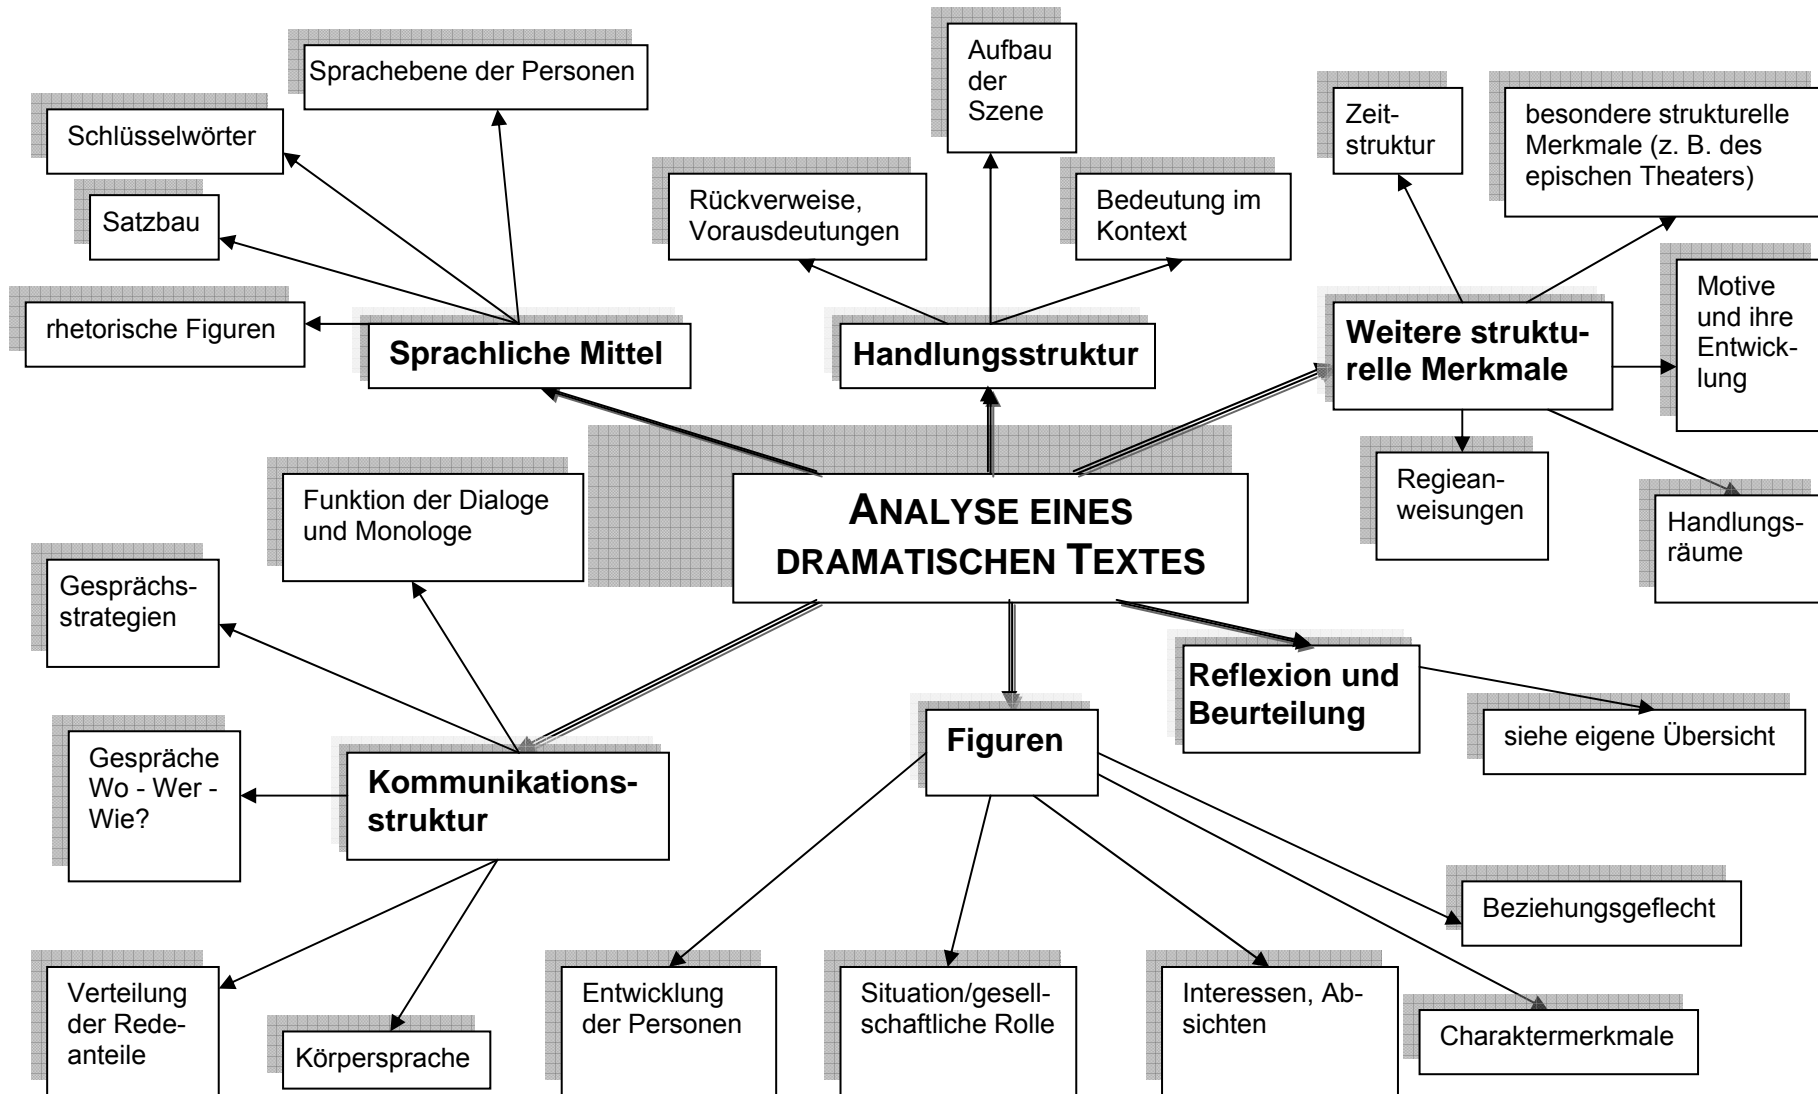 Sprachebene der Personen
Schlüsselwörter
Satzbau
rhetorische Figuren
Sprachliche Mittel
Aufbau
der
Szene
Rückverweise,
Vorausdeutungen
Bedeutung im
Kontext
Handlungsstruktur
Zeit-
struktur
besondere strukturelle
Merkmale (z. B. des
epischen Theaters)
Motive
und ihre
Entwick-
lung
Weitere struktu-
relle Merkmale
Regiean-
weisungen
Handlungs-
räume
ANALYSE EINES
DRAMATISCHEN TEXTES
Funktion der Dialoge
und Monologe
Gesprächs-
strategien
Gespräche
Wo - Wer -
Wie?
Kommunikations-
struktur
Verteilung
der Rede-
anteile
Körpersprache
Figuren
Entwicklung
der Personen
Situation/gesell-
schaftliche Rolle
Interessen, Ab-
sichten
Charaktermerkmale
Beziehungsgeflecht
Reflexion und
Beurteilung
siehe eigene Übersicht